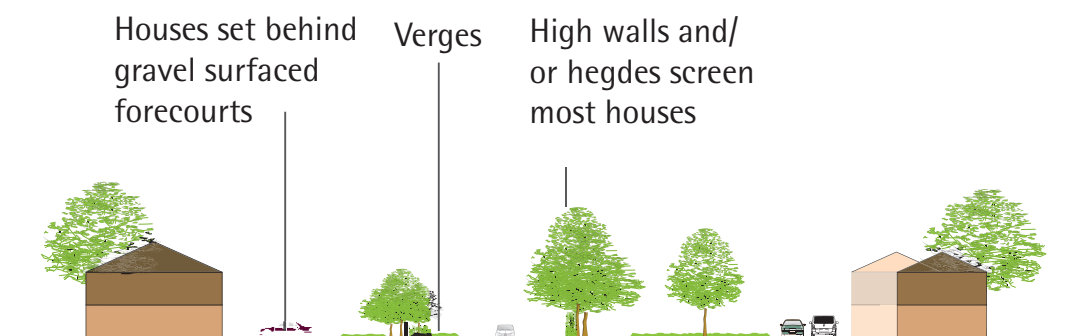 Houses set behind
gravel surfaced
forecourts
Verges
High walls and/
or hegdes screen
most houses